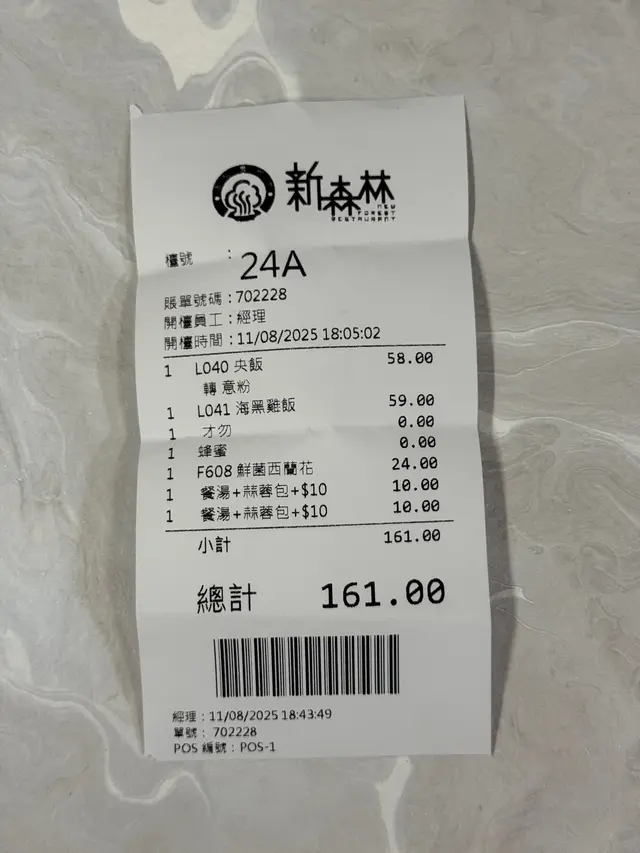 新森林
NEW
FOREST
RESTAURANT
檯號 : 24A
賬單號碼：702228
開檯員工：經理
開檯時間：11/08/2025 18:05:02
1 L040 央飯 58.00
轉 意粉
1 L041 海黑雞飯 59.00
1 才勿 0.00
1 蜂蜜 0.00
1 F608 鮮菌西蘭花 24.00
1 餐湯+蒜蓉包+$10 10.00
1 餐湯+蒜蓉包+$10 10.00
小計 161.00
總計 161.00
經理：11/08/2025 18:43:49
單號： 702228
POS 編號：POS-1